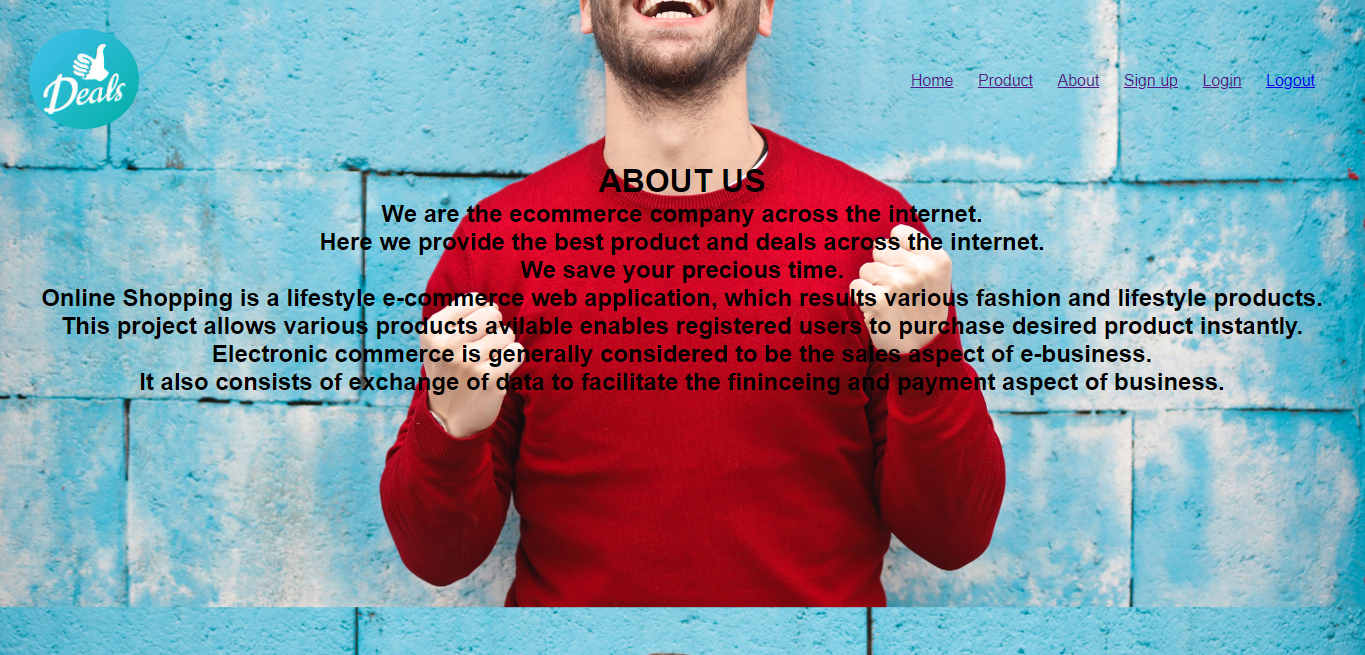 Deals
Home Product About Sign up Login Logout
ABOUT US
We are the ecommerce company across the internet.
Here we provide the best product and deals across the internet.
We save your precious time.
Online Shopping is a lifestyle e-commerce web application, which results various fashion and lifestyle products.
This project allows various products avilable enables registered users to purchase desired product instantly.
Electronic commerce is generally considered to be the sales aspect of e-business.
It also consists of exchange of data to facilitate the fininceing and payment aspect of business.